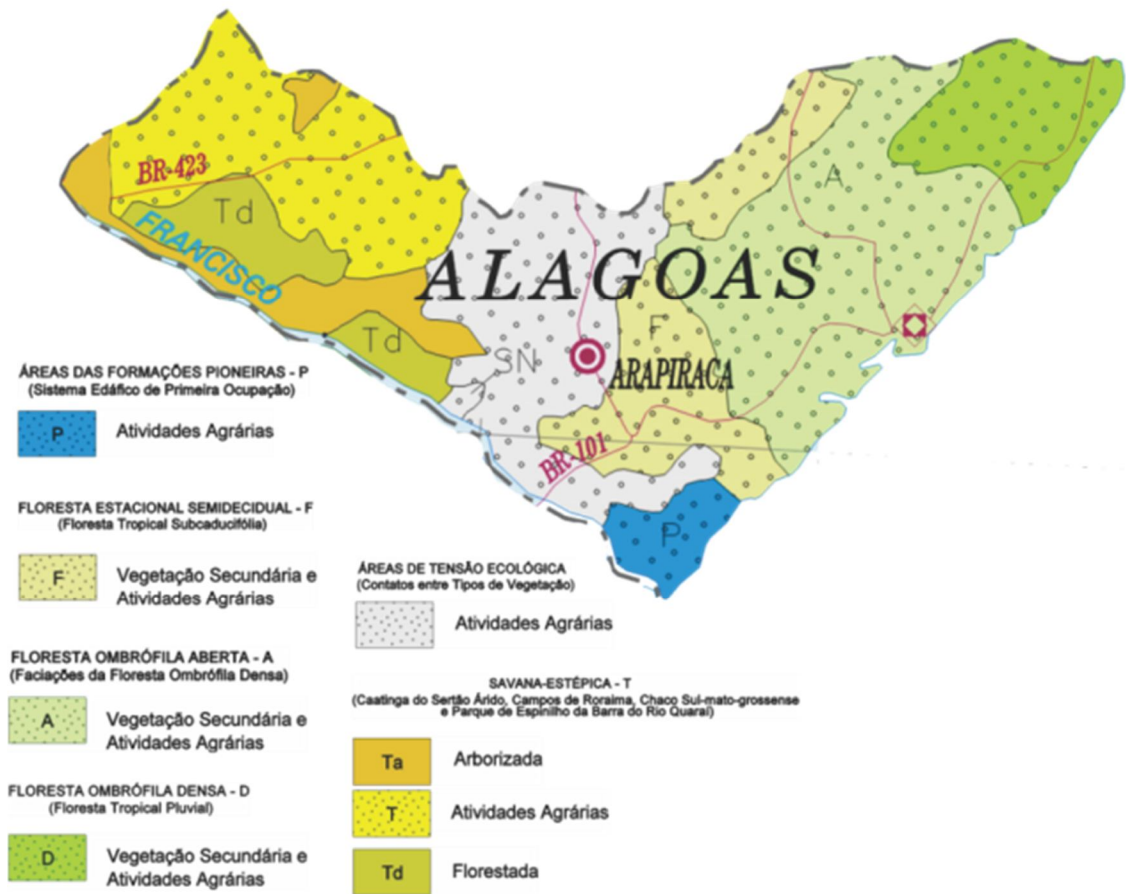 BR-423
Td
FRANCISCO
A
ALAGOAS
Td
SN
F
ARAPIRACA
BR-101
P
ÁREAS DAS FORMAÇÕES PIONEIRAS - P
(Sistema Edáfico de Primeira Ocupação)
P
Atividades Agrárias
FLORESTA ESTACIONAL SEMIDECIDUAL - F
(Floresta Tropical Subcaducifólia)
F
Vegetação Secundária e
Atividades Agrárias
FLORESTA OMBRÓFILA ABERTA - A
(Faciações da Floresta Ombrófila Densa)
A
Vegetação Secundária e
Atividades Agrárias
FLORESTA OMBRÓFILA DENSA - D
(Floresta Tropical Pluvial)
D
Vegetação Secundária e
Atividades Agrárias
ÁREAS DE TENSÃO ECOLÓGICA
(Contatos entre Tipos de Vegetação)
Atividades Agrárias
SAVANA-ESTÉPICA - T
(Caatinga do Sertão Árido, Campos de Roraima, Chaco Sul-mato-grossense
e Parque de Espinilho da Barra do Rio Quaraí)
Ta
Arborizada
T
Atividades Agrárias
Td
Florestada